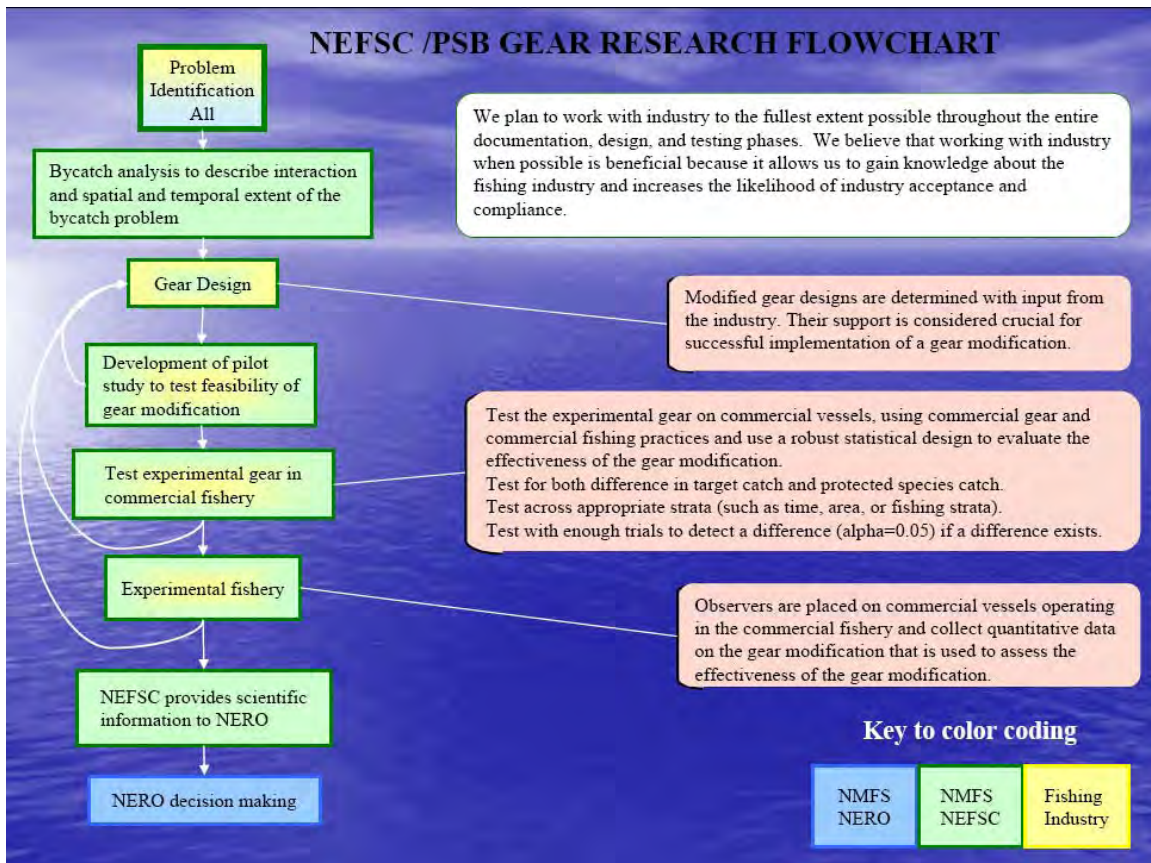 NEFSC /PSB GEAR RESEARCH FLOWCHART
Problem
Identification
All
We plan to work with industry to the fullest extent possible throughout the entire
documentation, design, and testing phases.  We believe that working with industry
when possible is beneficial because it allows us to gain knowledge about the
fishing industry and increases the likelihood of industry acceptance and
compliance.
Bycatch analysis to describe interaction
and spatial and temporal extent of the
bycatch problem
Gear Design
Modified gear designs are determined with input from
the industry. Their support is considered crucial for
successful implementation of a gear modification.
Development of pilot
study to test feasibility of
gear modification
Test the experimental gear on commercial vessels, using commercial gear and
commercial fishing practices and use a robust statistical design to evaluate the
effectiveness of the gear modification.
Test for both difference in target catch and protected species catch.
Test across appropriate strata (such as time, area, or fishing strata).
Test with enough trials to detect a difference (alpha=0.05) if a difference exists.
Test experimental gear in
commercial fishery
Experimental fishery
Observers are placed on commercial vessels operating
in the commercial fishery and collect quantitative data
on the gear modification that is used to assess the
effectiveness of the gear modification.
NEFSC provides scientific
information to NERO
NERO decision making
Key to color coding
NMFS
NERO
NMFS
NEFSC
Fishing
Industry